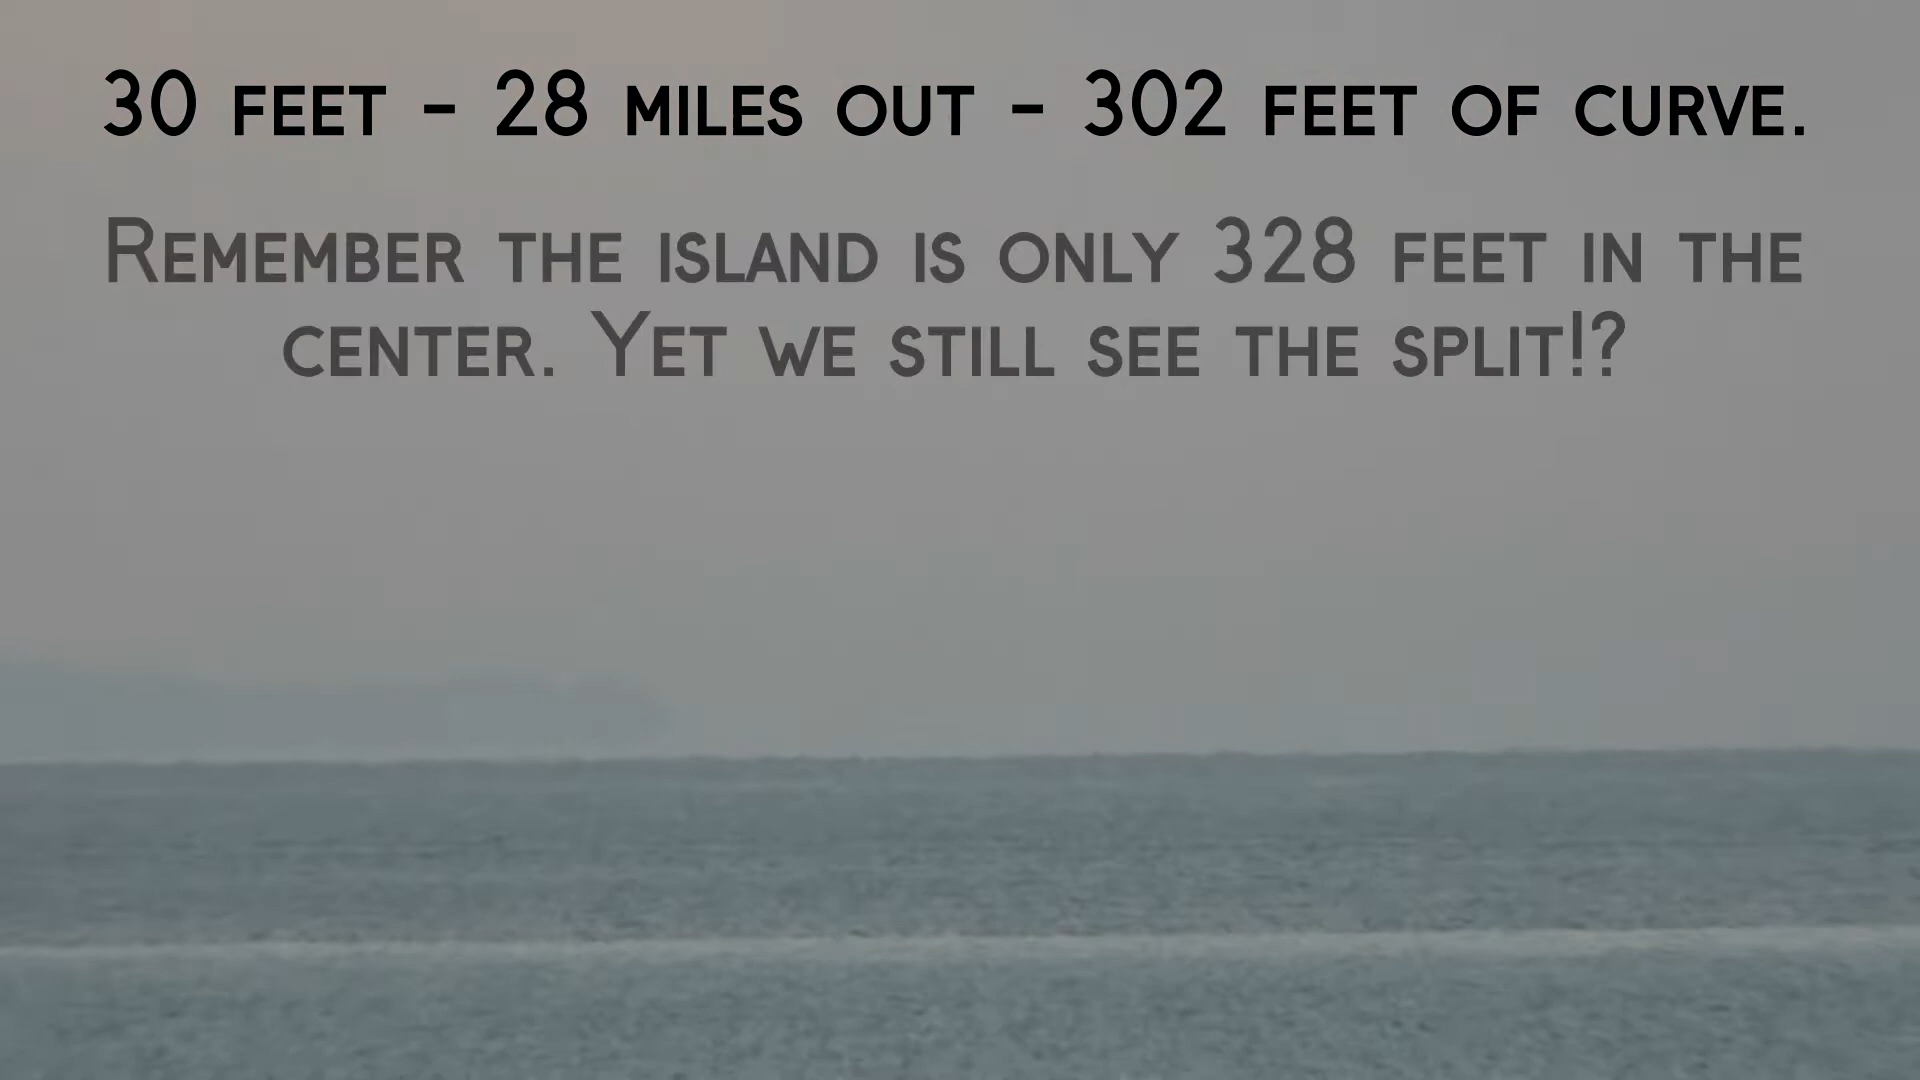 30 FEET - 28 MILES OUT - 302 FEET OF CURVE.
REMEMBER THE ISLAND IS ONLY 328 FEET IN THE
CENTER. YET WE STILL SEE THE SPLIT!?